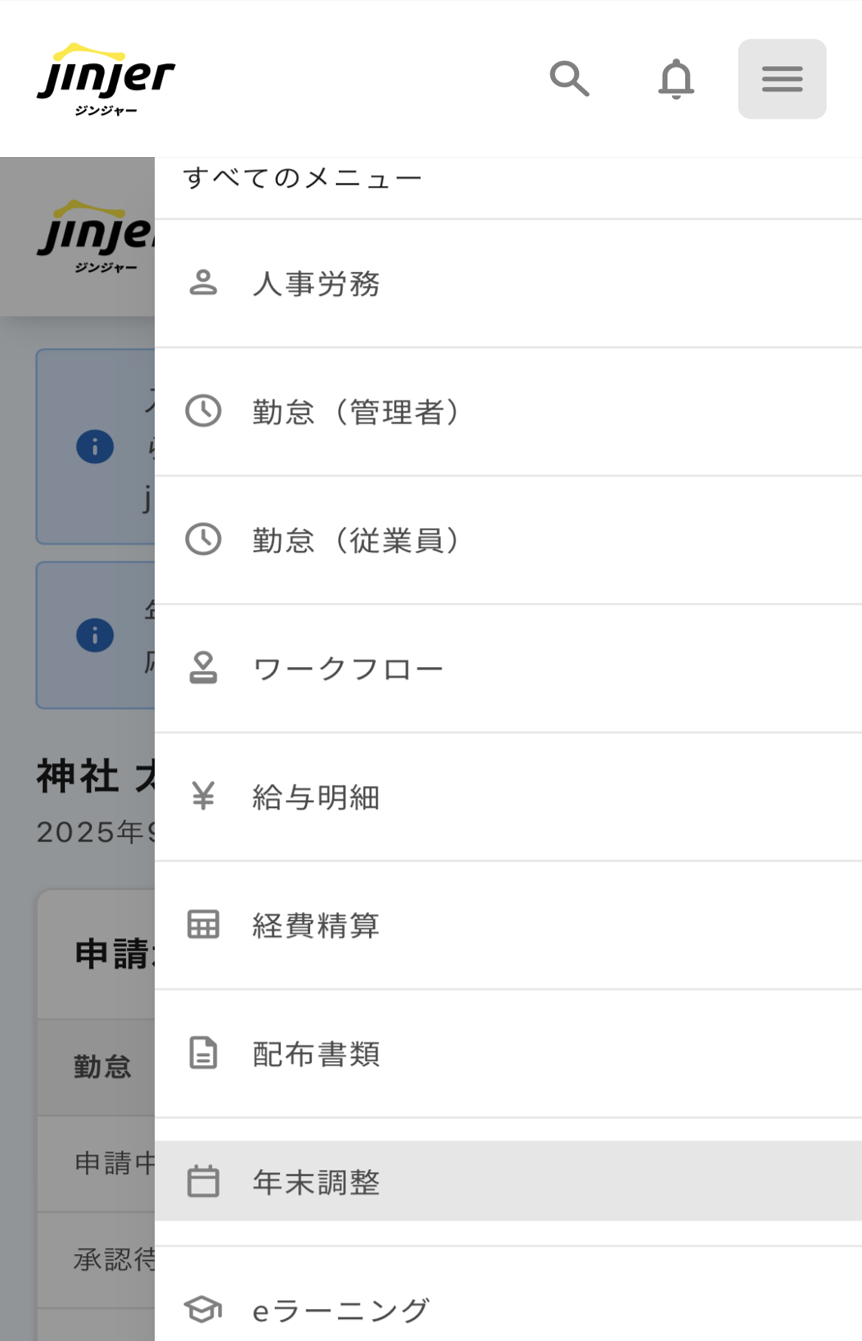 jinjer
ジンジャー
すべてのメニュー
jinjer
ジンジャー
人事労務
勤怠（管理者）
勤怠（従業員）
j
ワークフロー
神社
給与明細
2025年9
経費精算
申請
配布書類
勤怠
申請中
年末調整
承認待
eラーニング